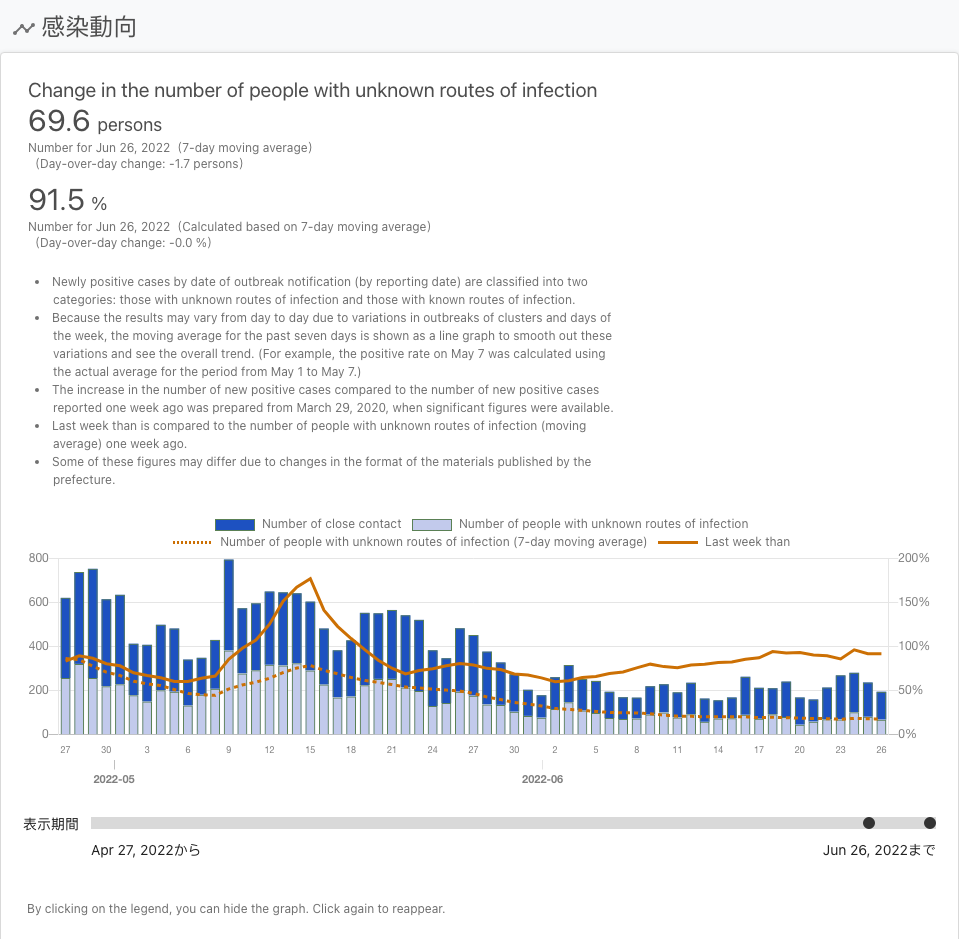 感染動向
Change in the number of people with unknown routes of infection
69.6 persons
Number for Jun 26, 2022 (7-day moving average)
(Day-over-day change: -1.7 persons)
91.5 %
Number for Jun 26, 2022 (Calculated based on 7-day moving average)
(Day-over-day change: -0.0 %)
• Newly positive cases by date of outbreak notification (by reporting date) are classified into two
categories: those with unknown routes of infection and those with known routes of infection.
• Because the results may vary from day to day due to variations in outbreaks of clusters and days of
the week, the moving average for the past seven days is shown as a line graph to smooth out these
variations and see the overall trend. (For example, the positive rate on May 7 was calculated using
the actual average for the period from May 1 to May 7.)
• The increase in the number of new positive cases compared to the number of new positive cases
reported one week ago was prepared from March 29, 2020, when significant figures were available.
• Last week than is compared to the number of people with unknown routes of infection (moving
average) one week ago.
• Some of these figures may differ due to changes in the format of the materials published by the
prefecture.
Number of close contact Number of people with unknown routes of infection
Number of people with unknown routes of infection (7-day moving average) Last week than
800 200%
600 150%
400 100%
200 50%
0 0%
27 30 3 6 9 12 15 18 21 24 27 30 2 5 8 11 14 17 20 23 26
2022-05 2022-06
表示期間
Apr 27, 2022から Jun 26, 2022まで
By clicking on the legend, you can hide the graph. Click again to reappear.